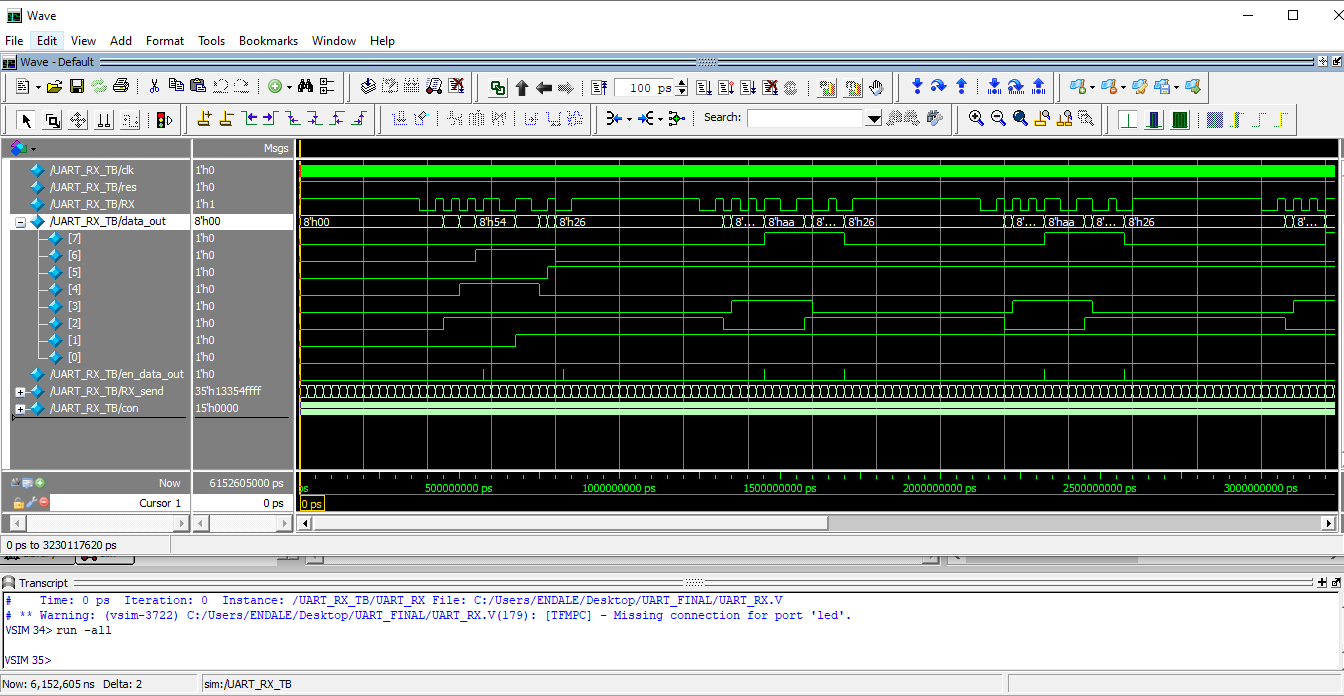 Wave
File Edit View Add Format Tools Bookmarks Window Help
Wave - Default
100 ps
Search:
Msgs
/UART_RX_TB/clk 1'h0
/UART_RX_TB/res 1'h0
/UART_RX_TB/RX 1'h1
/UART_RX_TB/data_out 8'h00 8'h00 8'h54 8'h26 8'... 8'haa 8'... 8'h26 8'... 8'haa 8'... 8'h26 8'...
[7] 1'h0
[6] 1'h0
[5] 1'h0
[4] 1'h0
[3] 1'h0
[2] 1'h0
[1] 1'h0
[0] 1'h0
/UART_RX_TB/en_data_out 1'h0
/UART_RX_TB/RX_send 35'h13354ffff
/UART_RX_TB/con 15'h0000
Now 6152605000 ps ps 500000000 ps 1000000000 ps 1500000000 ps 2000000000 ps 2500000000 ps 3000000000 ps
Cursor 1 0 ps 0 ps
0 ps to 3230117620 ps
Transcript
# Time: 0 ps Iteration: 0 Instance: /UART_RX_TB/UART_RX File: C:/Users/ENDALE/Desktop/UART_FINAL/UART_RX.V
# ** Warning: (vsim-3722) C:/Users/ENDALE/Desktop/UART_FINAL/UART_RX.V(179): [TFMPC] - Missing connection for port 'led'.
VSIM 34> run -all
VSIM 35>
Now: 6,152,605 ns Delta: 2 sim:/UART_RX_TB